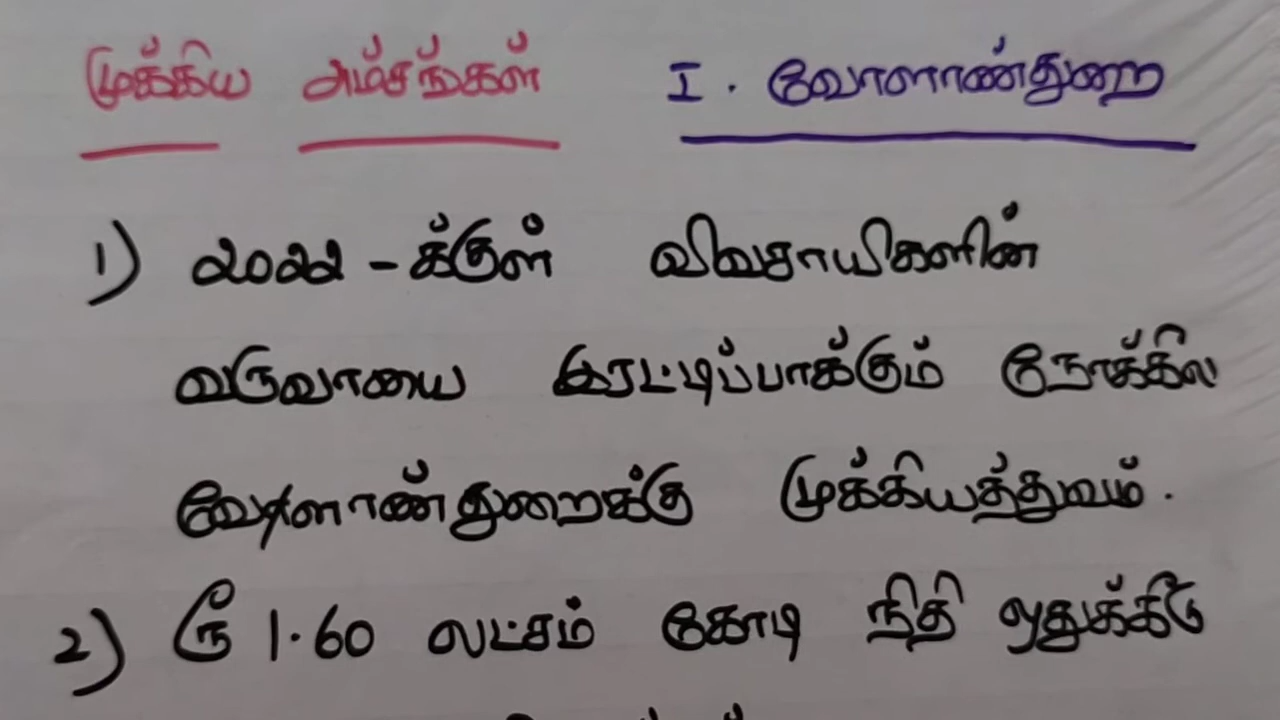 முக்கிய அம்சங்கள் I. வோளாண்துறை
1) 2022 -க்குள் விவசாயிகளின்
வருவாயை இரட்டிப்பாக்கும் நோக்கில
வேளாண்துறைக்கு முக்கியத்துவம்.
2) ரூ 1.60 லட்சம் கோடி நிதி ஒதுக்கீடு